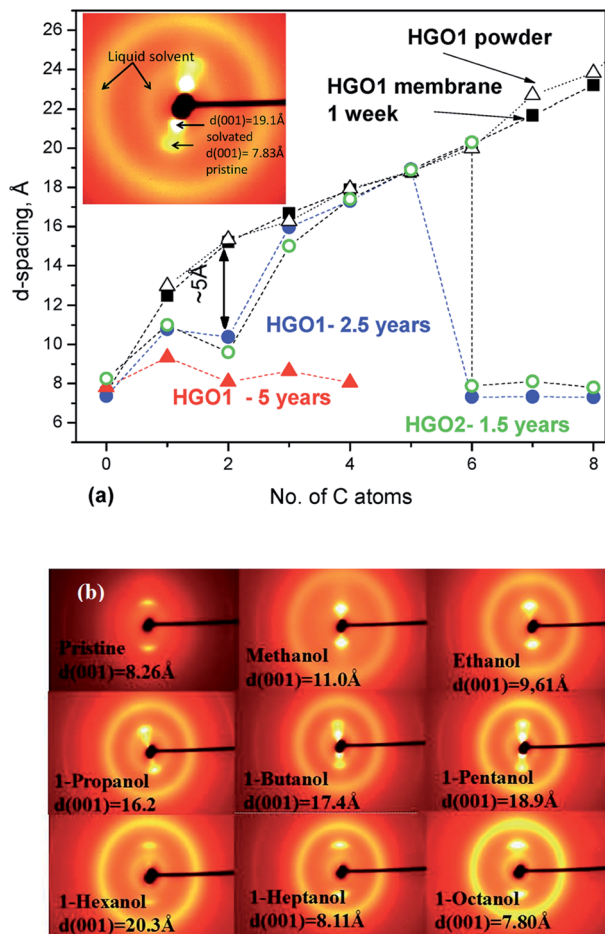 26
24
22
20
18
16
14
12
10
8
6
d-spacing, Å
Liquid solvent
d(001)=19.1Å
solvated
d(001)= 7.83Å
pristine
HGO1 powder
HGO1 membrane
1 week
~5Å
HGO1- 2.5 years
HGO1 - 5 years
HGO2- 1.5 years
0
2
4
6
8
(a)
No. of C atoms
(b)
Pristine
d(001)=8.26Å
Methanol
d(001)=11.0Å
Ethanol
d(001)=9,61Å
1-Propanol
d(001)=16.2
1-Butanol
d(001)=17.4Å
1-Pentanol
d(001)=18.9Å
1-Hexanol
d(001)=20.3Å
1-Heptanol
d(001)=8.11Å
1-Octanol
d(001)=7.80Å